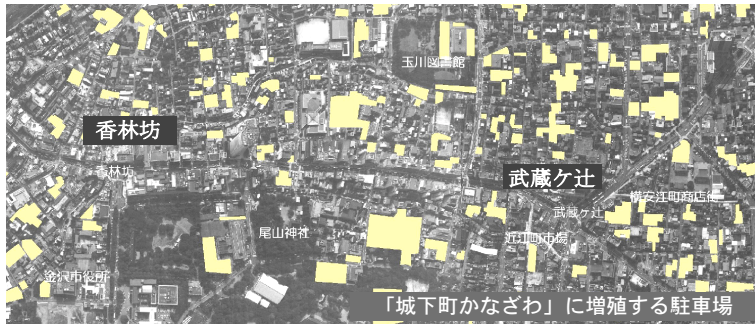 玉川図書館
香林坊
香林坊
武蔵ケ辻
横安江町商店街
武蔵ケ辻
尾山神社
近江町市場
金沢市役所
「城下町かなざわ」に増殖する駐車場